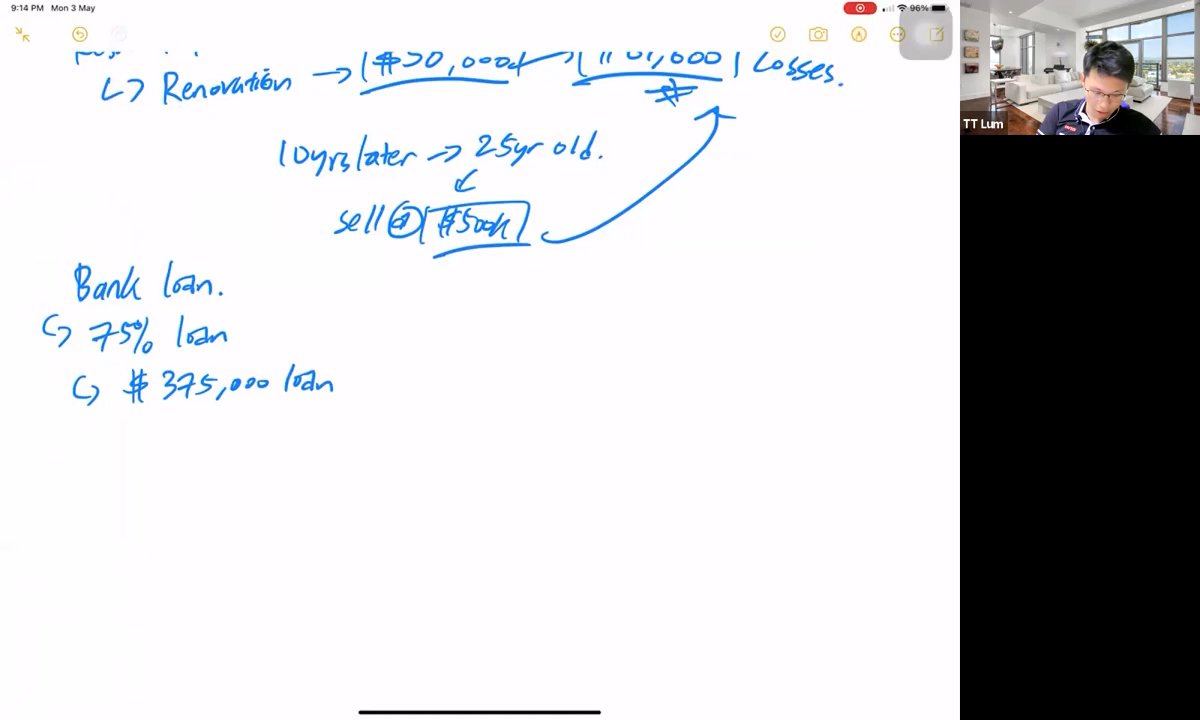 9:14 PM Mon 3 May
96%
↳ Renovation → $50,000 Losses.
10yrs later → 25yr old.
sell @ $500k
Bank loan.
↳ 75% loan
↳ $375,000 loan
TT Lum